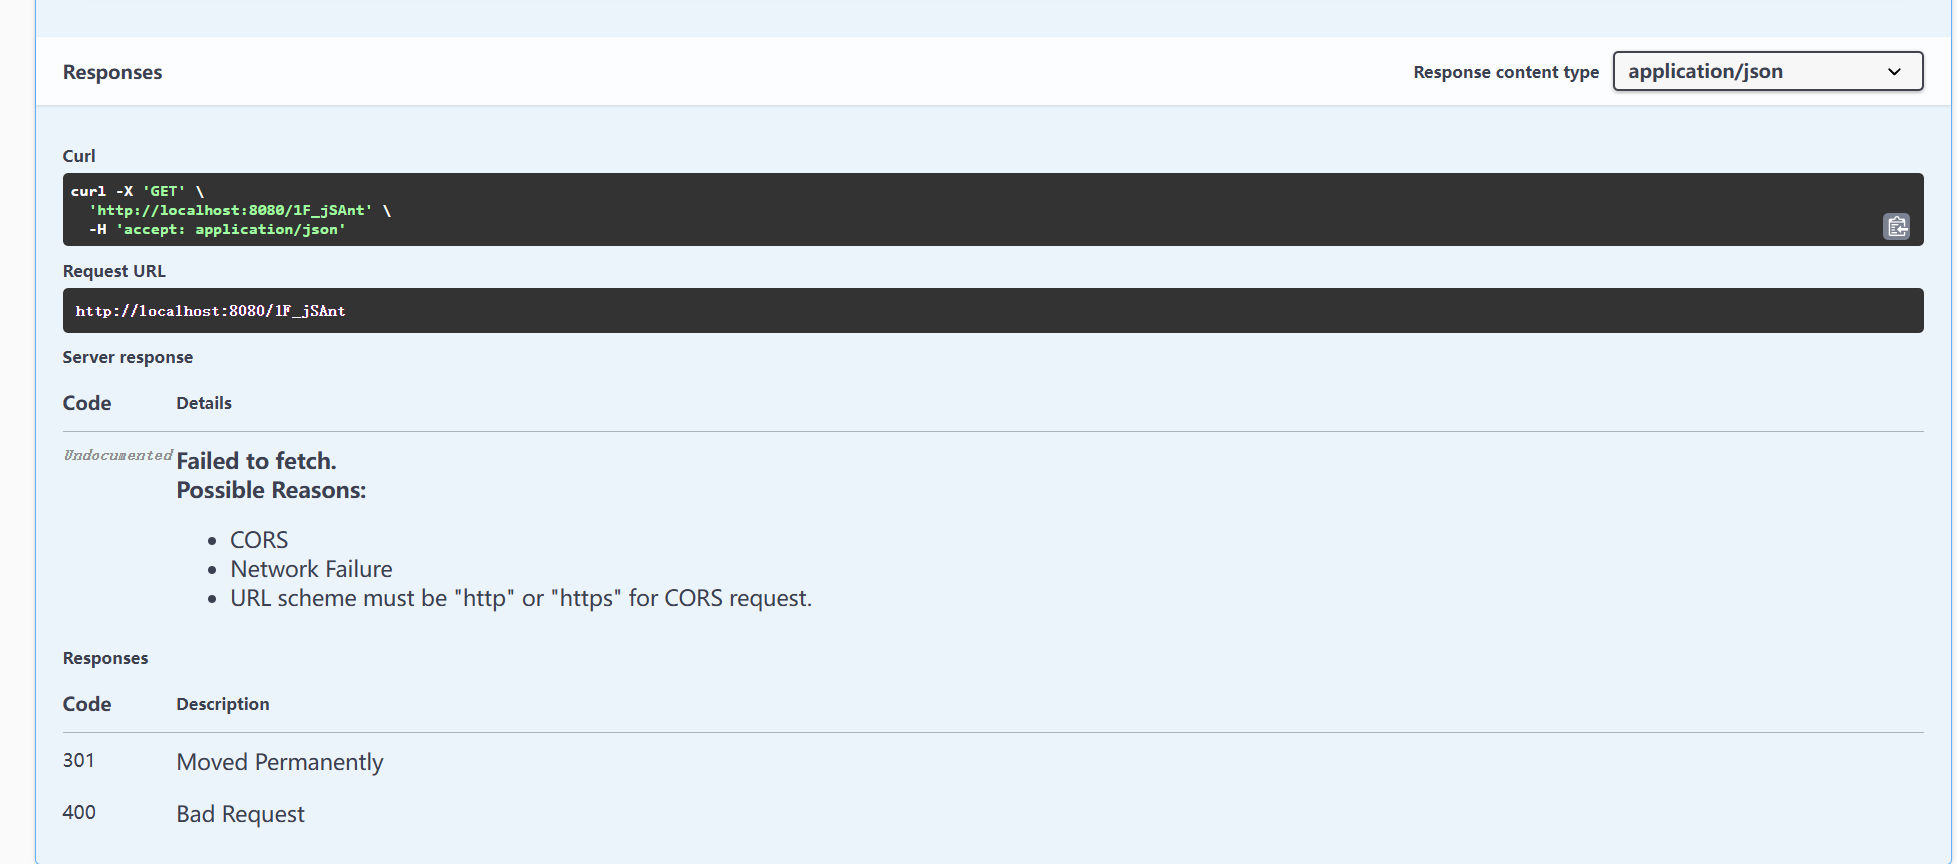 Responses
Response content type
application/json
Curl
curl -X 'GET' \
'http://localhost:8080/1F_jSAnt' \
-H 'accept: application/json'
Request URL
http://localhost:8080/1F_jSAnt
Server response
Code Details
Undocumented
Failed to fetch.
Possible Reasons:
• CORS
• Network Failure
• URL scheme must be "http" or "https" for CORS request.
Responses
Code Description
301 Moved Permanently
400 Bad Request